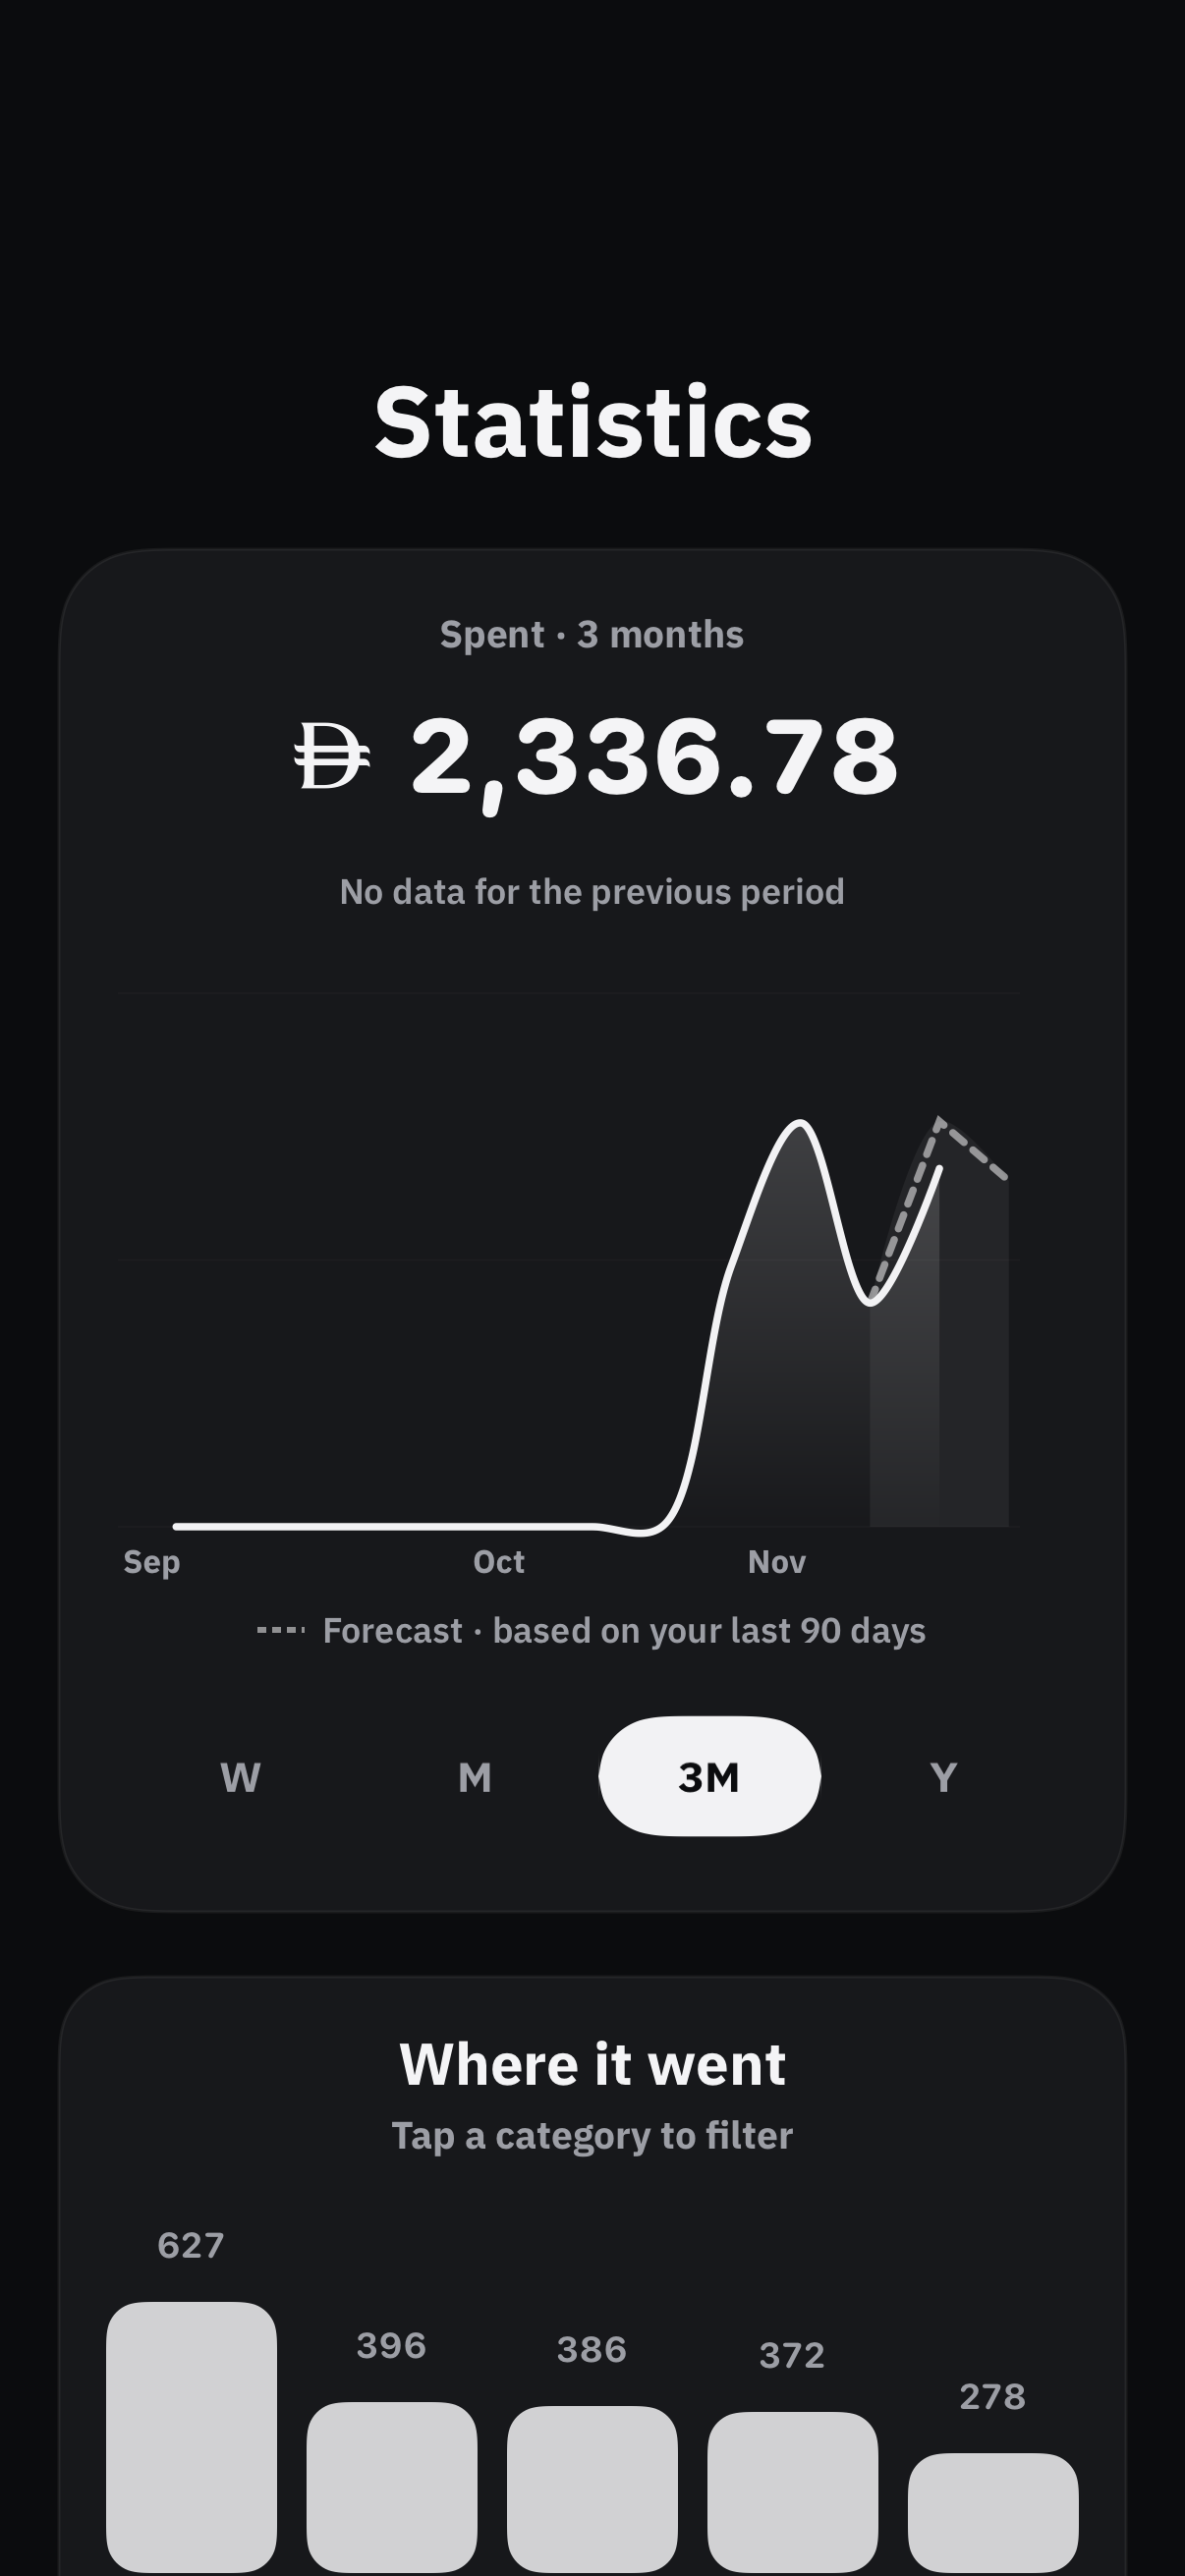 Statistics
Spent · 3 months
 2,336.78
No data for the previous period
Sep Oct Nov
Forecast · based on your last 90 days
W M 3M Y
Where it went
Tap a category to filter
627
396
386
372
278